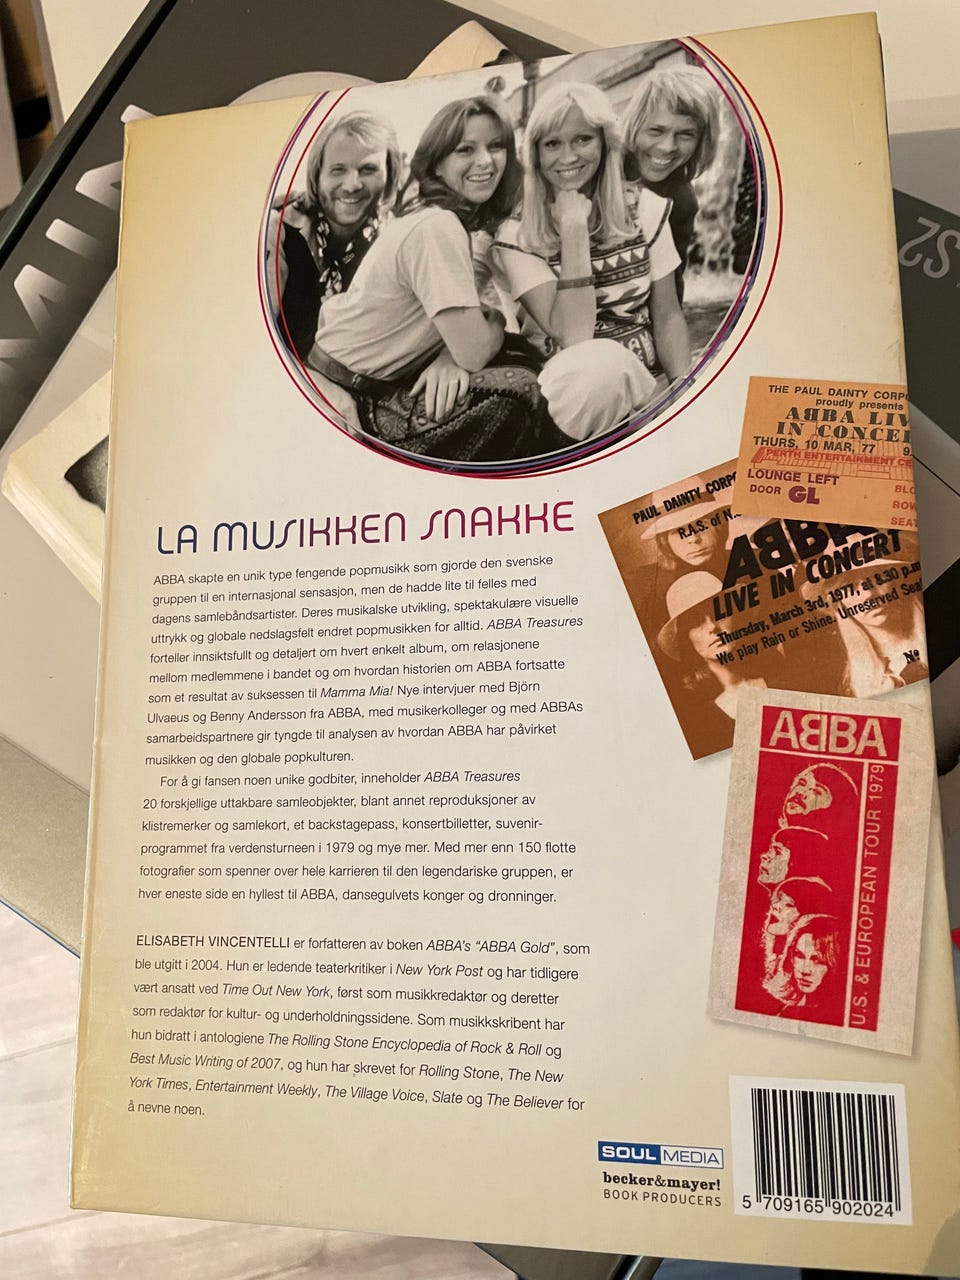 LA MUSIKKEN SNAKKE
ABBA skapte en unik type fengende popmusikk som gjorde den svenske
gruppen til en internasjonal sensasjon, men de hadde lite til felles med
dagens samlebåndsartister. Deres musikalske utvikling, spektakulære visuelle
uttrykk og globale nedslagsfelt endret popmusikken for alltid. ABBA Treasures
forteller innsiktsfullt og detaljert om hvert enkelt album, om relasjonene
mellom medlemmene i bandet og om hvordan historien om ABBA fortsatte
som et resultat av suksessen til Mamma Mia! Nye intervjuer med Björn
Ulvaeus og Benny Andersson fra ABBA, med musikerkolleger og med ABBAs
samarbeidspartnere gir tyngde til analysen av hvordan ABBA har påvirket
musikken og den globale popkulturen.
For å gi fansen noen unike godbiter, inneholder ABBA Treasures
20 forskjellige uttakbare samleobjekter, blant annet reproduksjoner av
klistremerker og samlekort, et backstagepass, konsertbilletter, suvenir-
programmet fra verdensturneen i 1979 og mye mer. Med mer enn 150 flotte
fotografier som spenner over hele karrieren til den legendariske gruppen, er
hver eneste side en hyllest til ABBA, dansegulvets konger og dronninger.
ELISABETH VINCENTELLI er forfatteren av boken ABBA's "ABBA Gold", som
ble utgitt i 2004. Hun er ledende teaterkritiker i New York Post og har tidligere
vært ansatt ved Time Out New York, først som musikkredaktør og deretter
som redaktør for kultur- og underholdningssidene. Som musikkskribent har
hun bidratt i antologiene The Rolling Stone Encyclopedia of Rock & Roll og
Best Music Writing of 2007, og hun har skrevet for Rolling Stone, The New
York Times, Entertainment Weekly, The Village Voice, Slate og The Believer for
å nevne noen.
THE PAUL DAINTY CORPO
proudly presents
ABBA LIV
IN CONCE
THURS, 10 MAR, 77
PERTH ENTERTAINMENT CE
LOUNGE LEFT
DOOR GL
BLO
ROW
SEAT
PAUL DAINTY CORPO
R.A.S. of N.
ABBA
LIVE IN CONCERT
Thursday, March 3rd, 1977, at 8.30 p.m
We play Rain or Shine. Unreserved Sea
Nº
ABBA
U.S. & EUROPEAN TOUR 1979
SOUL MEDIA
becker&mayer!
BOOK PRODUCERS
5 709165 902024